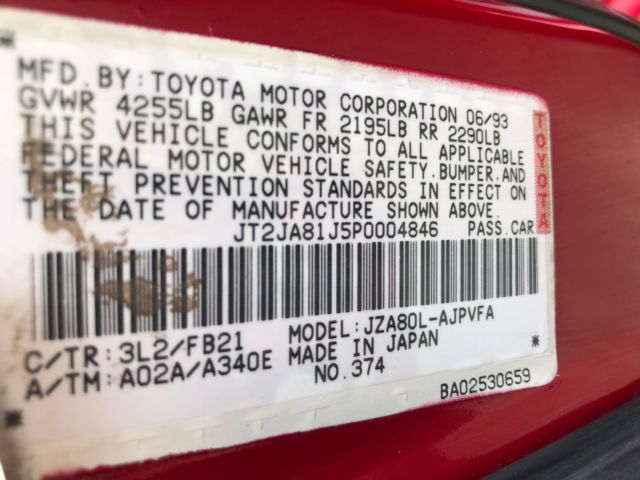 MFD. BY: TOYOTA MOTOR CORPORATION 06/93
GVWR 4255LB GAWR FR 2195LB RR 2290LB
THIS VEHICLE CONFORMS TO ALL APPLICABLE
FEDERAL MOTOR VEHICLE SAFETY, BUMPER, AND
THEFT PREVENTION STANDARDS IN EFFECT ON
THE DATE OF MANUFACTURE SHOWN ABOVE.
TOYOTA
JT2JA81J5P0004846 PASS.CAR
C/TR: 3L2/FB21 MODEL: JZA80L-AJPVFA
A/TM: A02A/A340E MADE IN JAPAN
NO.374
BA02530659